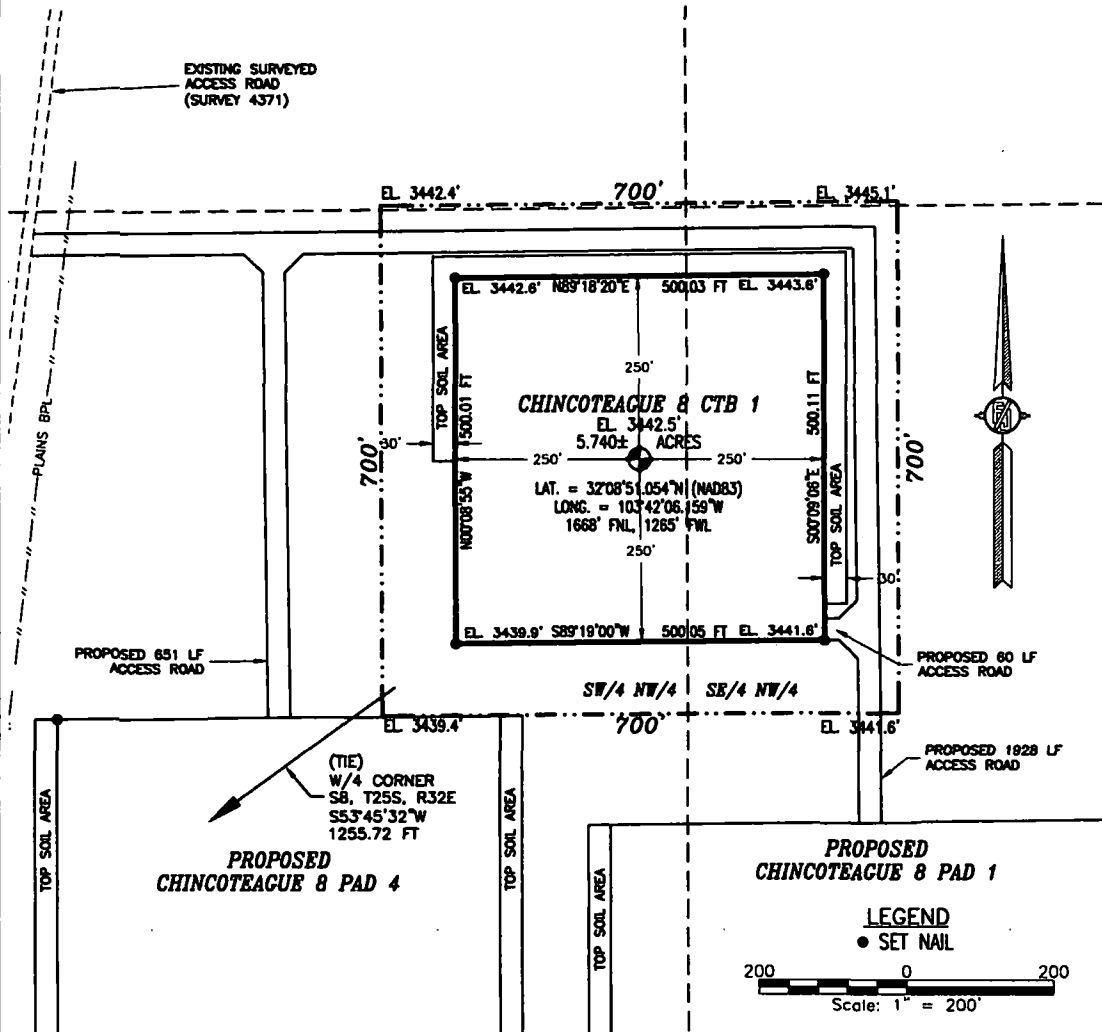 EXISTING SURVEYED
ACCESS ROAD
(SURVEY 4371)
EL. 3442.4'
700'
EL. 3445.1'
EL. 3442.6'
N89°18'20"E
500.03 FT
EL. 3443.6'
PLAINS BPL
TOP SOIL AREA
500.01 FT
N00°08'55"W
30'
700'
250'
CHINCOTEAGUE 8 CTB 1
EL. 3442.5'
5.740± ACRES
250'
250'
LAT. = 32°08'51.054"N (NAD83)
LONG. = 103°42'06.159"W
1668' FNL, 1265' FWL
250'
500.11 FT
S00°09'08"E
TOP SOIL AREA
30'
700'
EL. 3439.9'
S89°19'00"W
500.05 FT
EL. 3441.6'
PROPOSED 651 LF
ACCESS ROAD
PROPOSED 60 LF
ACCESS ROAD
SW/4 NW/4
SE/4 NW/4
EL. 3439.4'
700'
EL. 3441.6'
PROPOSED 1928 LF
ACCESS ROAD
(TIE)
W/4 CORNER
S8, T25S, R32E
S53°45'32"W
1255.72 FT
TOP SOIL AREA
PROPOSED
CHINCOTEAGUE 8 PAD 4
TOP SOIL AREA
TOP SOIL AREA
PROPOSED
CHINCOTEAGUE 8 PAD 1
LEGEND
● SET NAIL
200 0 200
Scale: 1" = 200'